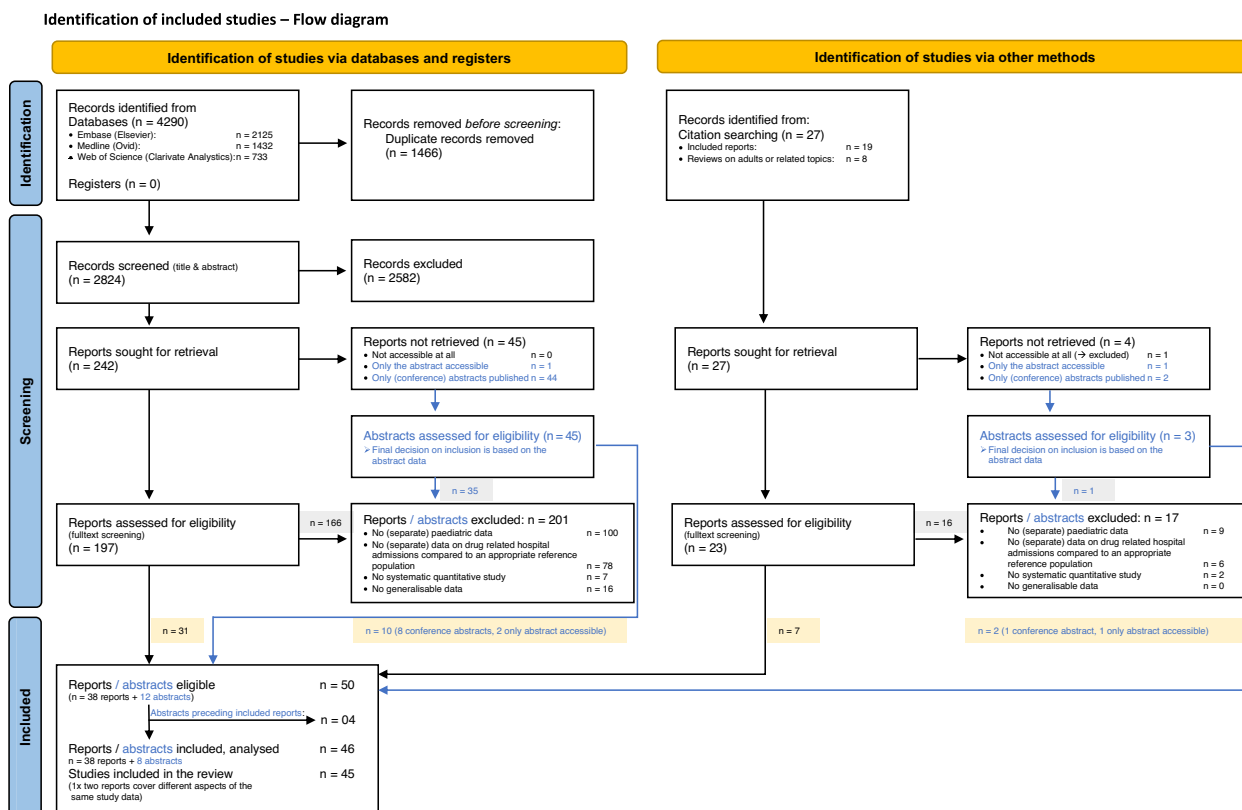 Identification of included studies – Flow diagram
Identification of studies via databases and registers
Identification of studies via other methods
Identification
Records identified from
Databases (n = 4290)
• Embase (Elsevier): n = 2125
• Medline (Ovid): n = 1432
• Web of Science (Clarivate Analytics): n = 733
Registers (n = 0)
Records removed before screening:
Duplicate records removed
(n = 1466)
Records identified from:
Citation searching (n = 27)
• Included reports: n = 19
• Reviews on adults or related topics: n = 8
Screening
Records screened (title & abstract)
(n = 2824)
Records excluded
(n = 2582)
Reports sought for retrieval
(n = 242)
Reports not retrieved (n = 45)
• Not accessible at all n = 0
• Only the abstract accessible n = 1
• Only (conference) abstracts published n = 44
Reports sought for retrieval
(n = 27)
Reports not retrieved (n = 4)
• Not accessible at all (→ excluded) n = 1
• Only the abstract accessible n = 1
• Only (conference) abstracts published n = 2
Abstracts assessed for eligibility (n = 45)
➢ Final decision on inclusion is based on the
abstract data
Abstracts assessed for eligibility (n = 3)
➢ Final decision on inclusion is based on the
abstract data
n = 35
n = 1
Reports assessed for eligibility
(fulltext screening)
(n = 197)
n = 166
Reports / abstracts excluded: n = 201
• No (separate) paediatric data n = 100
• No (separate) data on drug related hospital
admissions compared to an appropriate reference
population n = 78
• No systematic quantitative study n = 7
• No generalisable data n = 16
Reports assessed for eligibility
(fulltext screening)
(n = 23)
n = 16
Reports / abstracts excluded: n = 17
• No (separate) paediatric data n = 9
• No (separate) data on drug related hospital
admissions compared to an appropriate
reference population n = 6
• No systematic quantitative study n = 2
• No generalisable data n = 0
n = 31
n = 10 (8 conference abstracts, 2 only abstract accessible)
n = 7
n = 2 (1 conference abstract, 1 only abstract accessible)
Included
Reports / abstracts eligible n = 50
(n = 38 reports + 12 abstracts)
Abstracts preceding included reports: n = 04
Reports / abstracts included, analysed n = 46
n = 38 reports + 8 abstracts
Studies included in the review n = 45
(1x two reports cover different aspects of the
same study data)